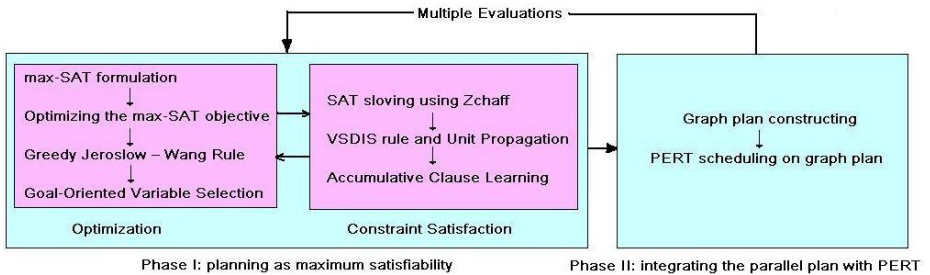 Multiple Evaluations
max-SAT formulation
Optimizing the max-SAT objective
Greedy Jeroslow – Wang Rule
Goal-Oriented Variable Selection
Optimization
SAT sloving using Zchaff
VSDIS rule and Unit Propagation
Accumulative Clause Learning
Constraint Satisfaction
Phase I: planning as maximum satisfiability
Graph plan constructing
PERT scheduling on graph plan
Phase II: integrating the parallel plan with PERT